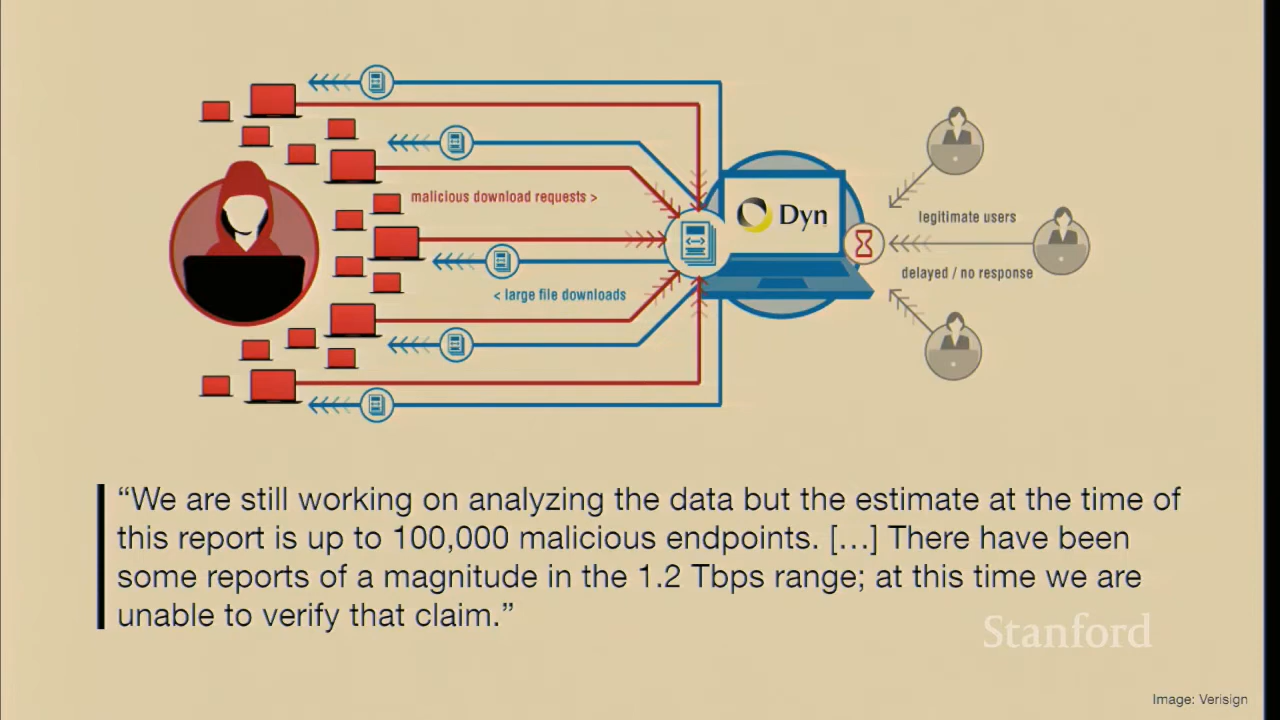 malicious download requests >
Dyn
legitimate users
delayed / no response
< large file downloads
“We are still working on analyzing the data but the estimate at the time of
this report is up to 100,000 malicious endpoints. […] There have been
some reports of a magnitude in the 1.2 Tbps range; at this time we are
unable to verify that claim.”
Stanford
Image: Verisign